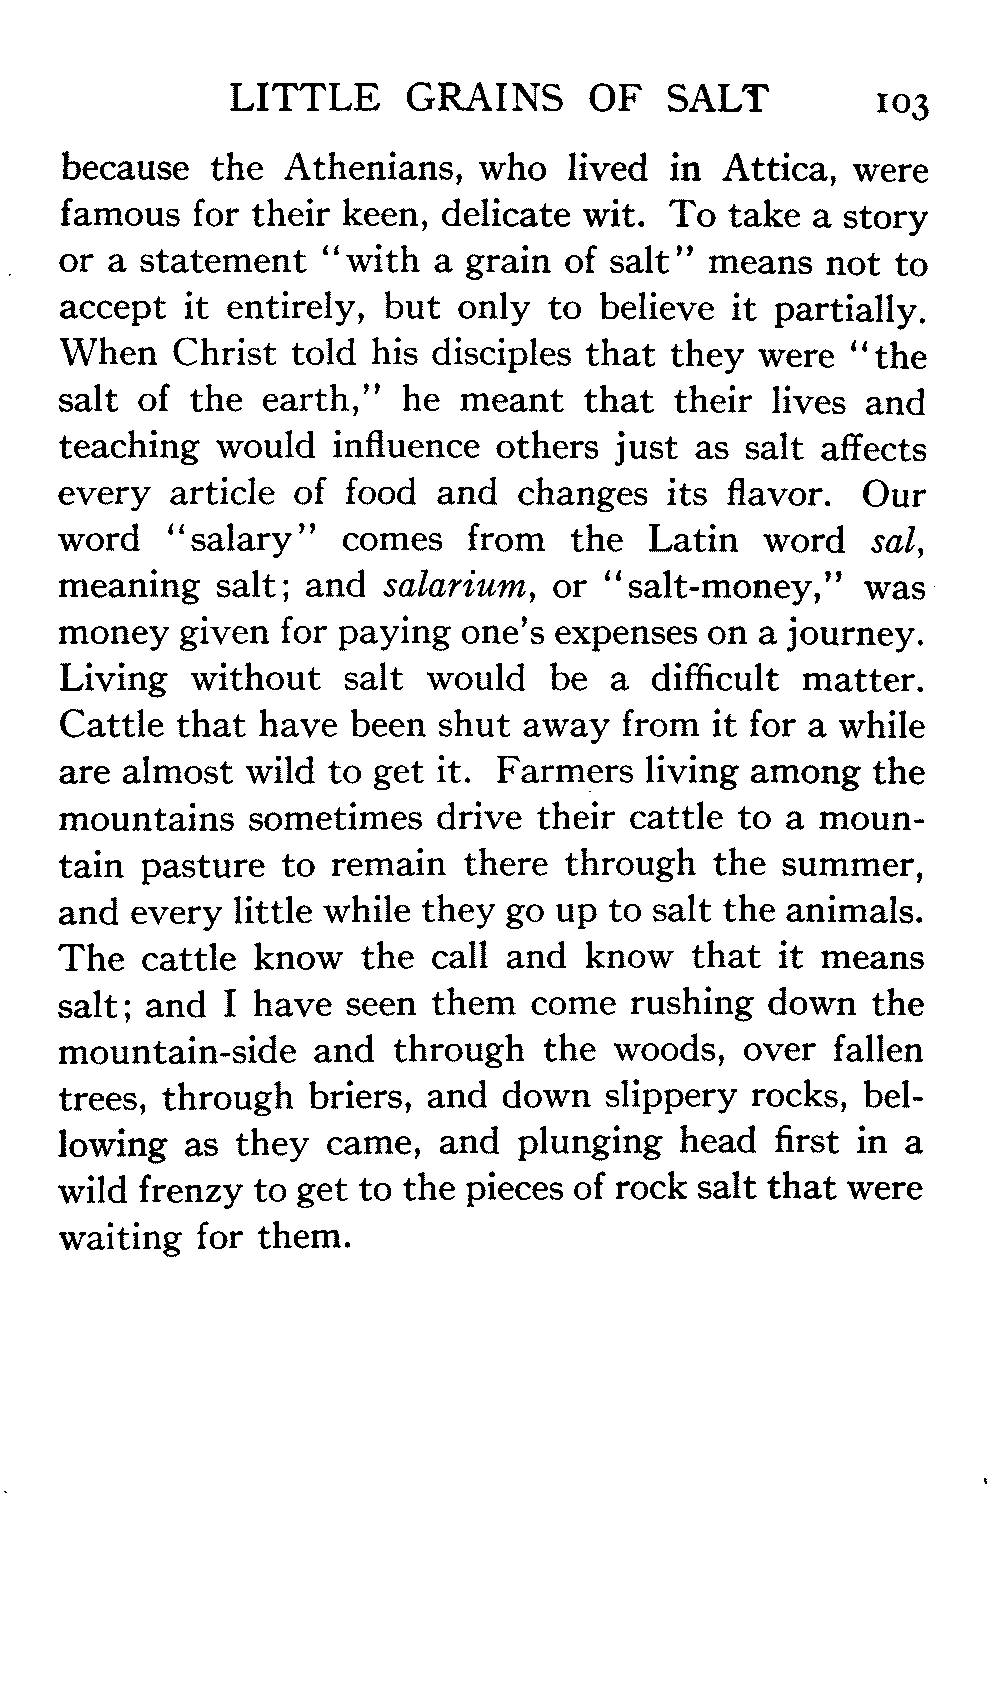 LITTLE GRAINS OF SALT 103
because the Athenians, who lived in Attica, were
famous for their keen, delicate wit. To take a story
or a statement "with a grain of salt" means not to
accept it entirely, but only to believe it partially.
When Christ told his disciples that they were "the
salt of the earth," he meant that their lives and
teaching would influence others just as salt affects
every article of food and changes its flavor. Our
word "salary" comes from the Latin word sal,
meaning salt; and salarium, or "salt-money," was
money given for paying one's expenses on a journey.
Living without salt would be a difficult matter.
Cattle that have been shut away from it for a while
are almost wild to get it. Farmers living among the
mountains sometimes drive their cattle to a moun-
tain pasture to remain there through the summer,
and every little while they go up to salt the animals.
The cattle know the call and know that it means
salt; and I have seen them come rushing down the
mountain-side and through the woods, over fallen
trees, through briers, and down slippery rocks, bel-
lowing as they came, and plunging head first in a
wild frenzy to get to the pieces of rock salt that were
waiting for them.